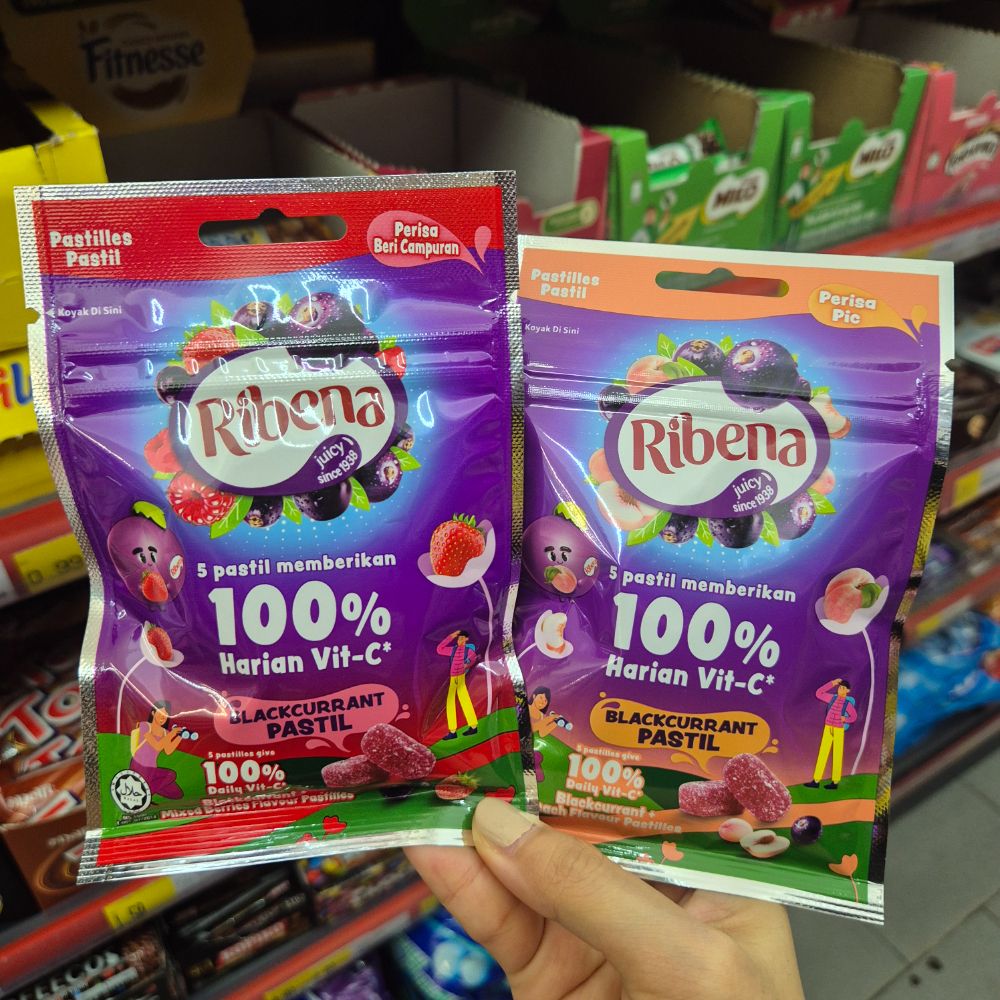 Fitnesse
MILO
MILO
Pastilles
Pastil
Perisa
Beri Campuran
Koyak Di Sini
Ribena
juicy
since 1938
5 pastil memberikan
100%
Harian Vit-C*
BLACKCURRANT
PASTIL
5 pastilles give
100%
Daily Vit-C*
Mixed Berries Flavour Pastilles
Pastilles
Pastil
Perisa
Pic
Koyak Di Sini
Ribena
juicy
since 1938
5 pastil memberikan
100%
Harian Vit-C*
BLACKCURRANT
PASTIL
5 pastilles give
100%
Daily Vit-C*
Blackcurrant +
Flavour Pastilles